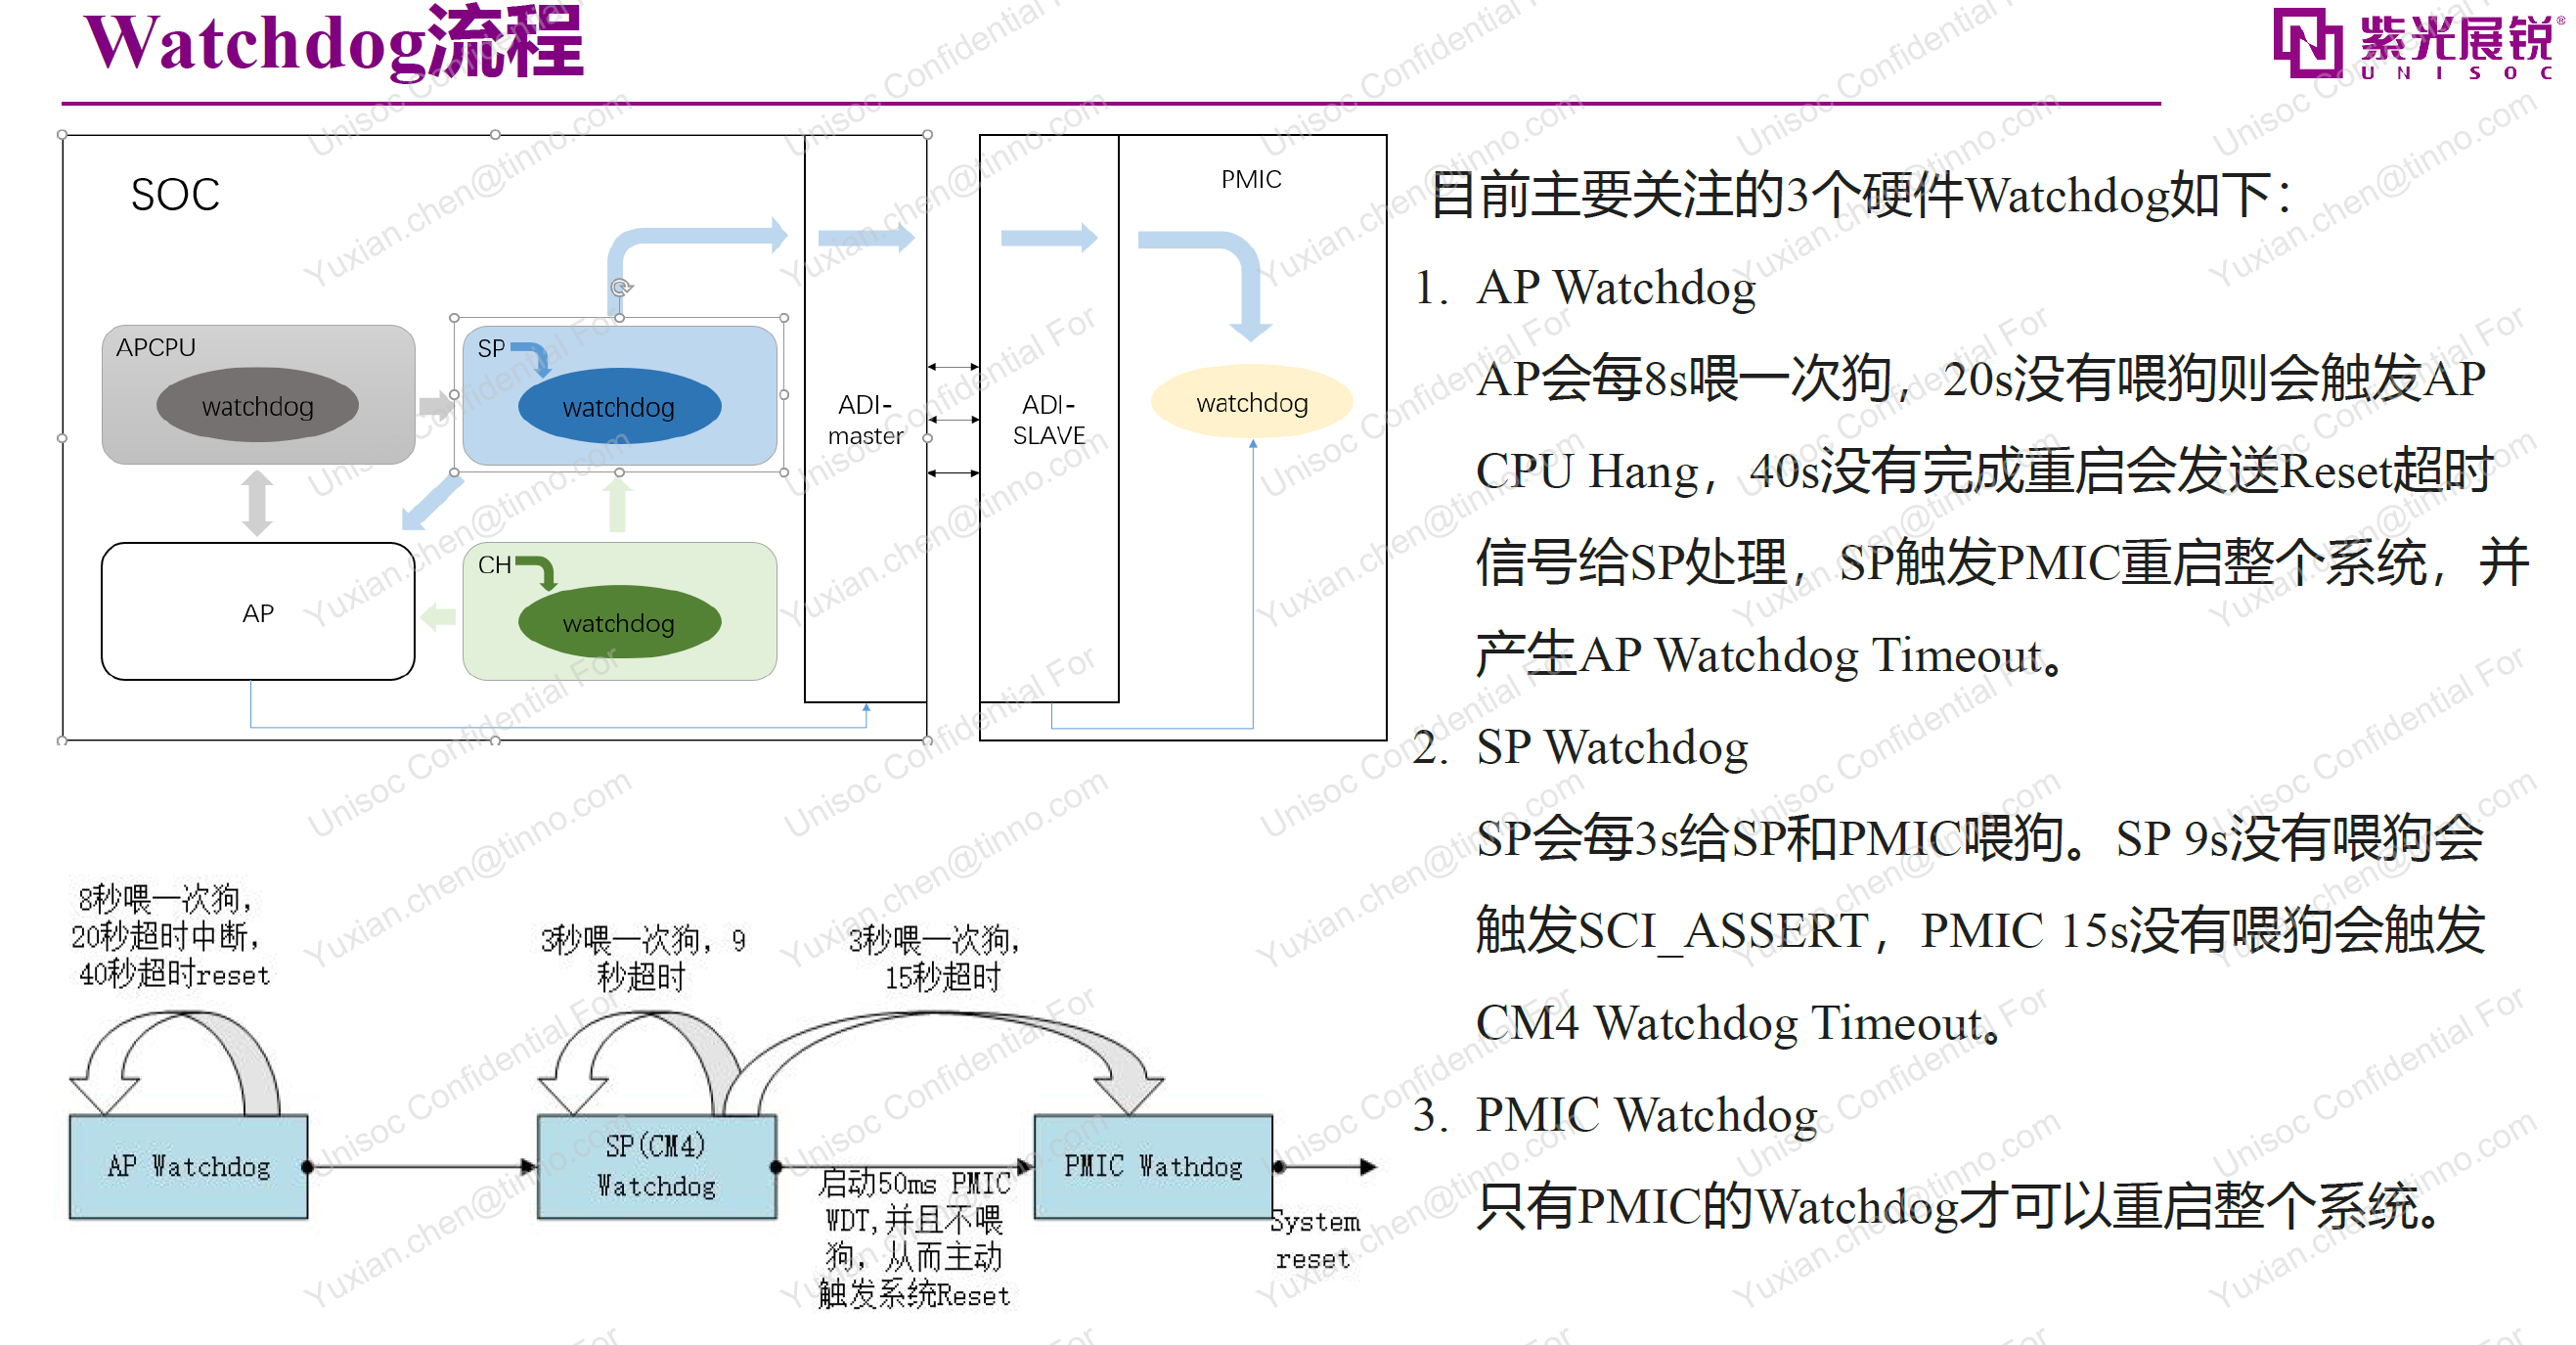 Watchdog流程
紫光展锐®
UNISOC
SOC
PMIC
APCPU
watchdog
SP
watchdog
ADI-
master
ADI-
SLAVE
watchdog
AP
CH
watchdog
8秒喂一次狗，
20秒超时中断，
40秒超时reset
3秒喂一次狗，9
秒超时
3秒喂一次狗，
15秒超时
AP Watchdog
SP(CM4)
Watchdog
启动50ms PMIC
WDT,并且不喂
狗，从而主动
触发系统Reset
PMIC Wathdog
System
reset
目前主要关注的3个硬件Watchdog如下：
1. AP Watchdog
AP会每8s喂一次狗，20s没有喂狗则会触发AP
CPU Hang，40s没有完成重启会发送Reset超时
信号给SP处理，SP触发PMIC重启整个系统，并
产生AP Watchdog Timeout。
2. SP Watchdog
SP会每3s给SP和PMIC喂狗。SP 9s没有喂狗会
触发SCI_ASSERT，PMIC 15s没有喂狗会触发
CM4 Watchdog Timeout。
3. PMIC Watchdog
只有PMIC的Watchdog才可以重启整个系统。
Unisoc Confidential For
Yuxian.chen@tinno.com